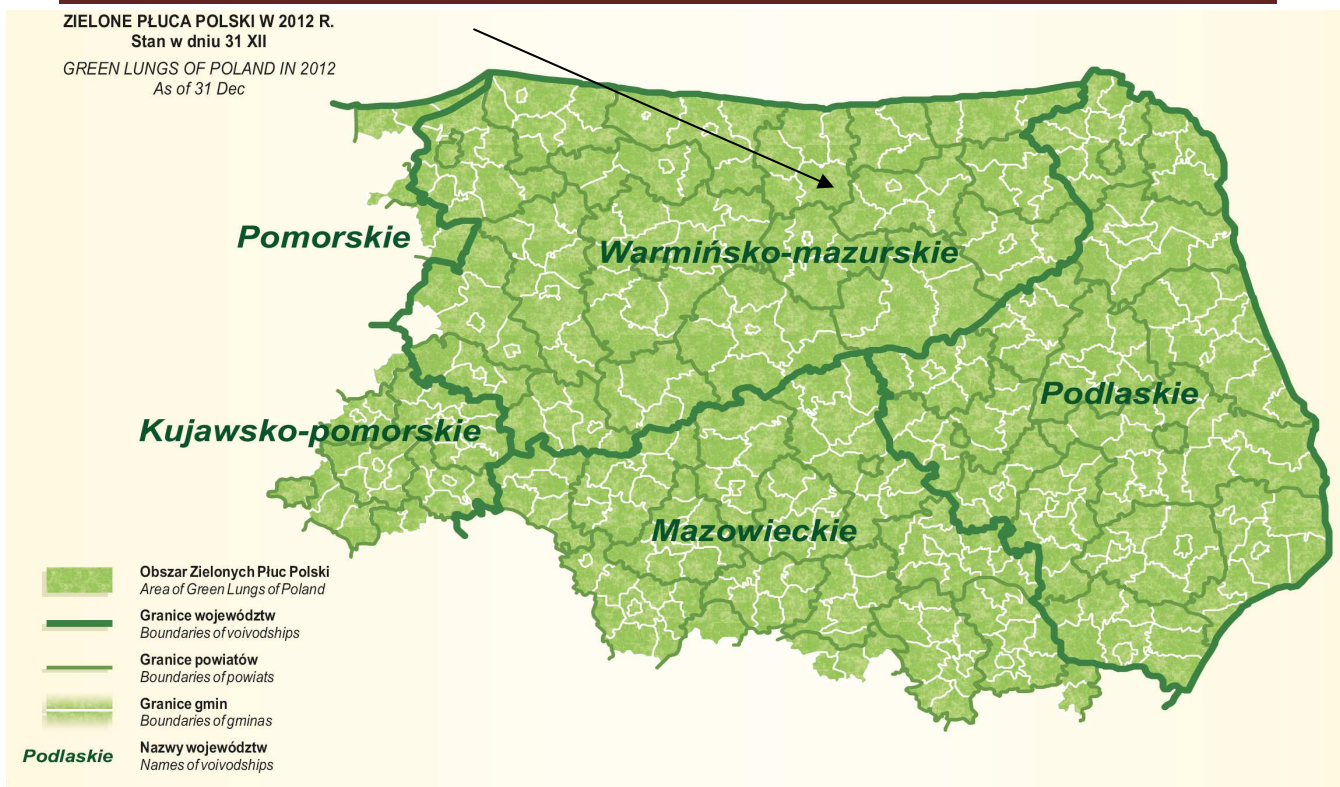 ZIELONE PŁUCA POLSKI W 2012 R.
Stan w dniu 31 XII
GREEN LUNGS OF POLAND IN 2012
As of 31 Dec
Pomorskie
Warmińsko-mazurskie
Podlaskie
Kujawsko-pomorskie
Mazowieckie
Obszar Zielonych Płuc Polski
Area of Green Lungs of Poland
Granice województw
Boundaries of voivodships
Granice powiatów
Boundaries of powiats
Granice gmin
Boundaries of gminas
Podlaskie
Nazwy województw
Names of voivodships